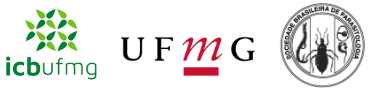 icbufmg
UFmG
SOCIEDADE BRASILEIRA DE PARASITOLOGIA